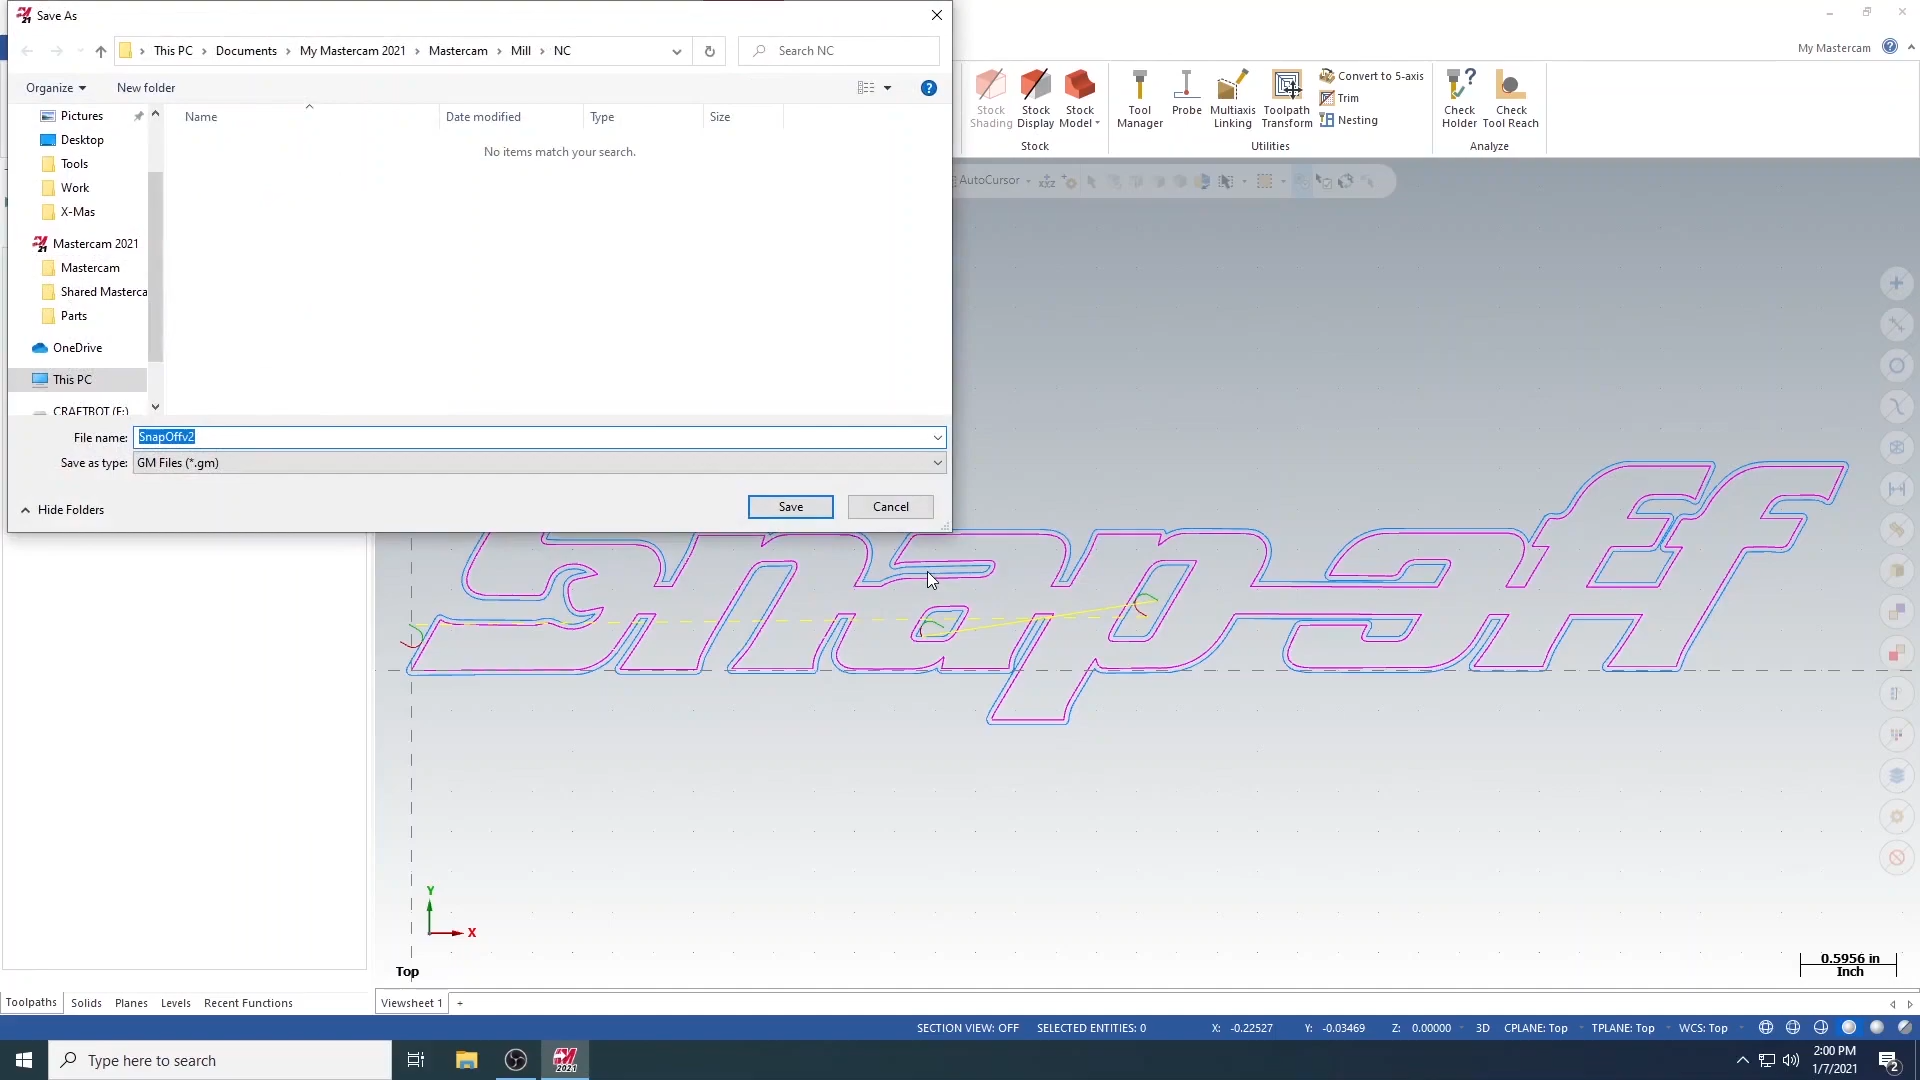 Save As
This PC > Documents > My Mastercam 2021 > Mastercam > Mill > NC
Search NC
Organize
New folder
Name
Date modified
Type
Size
No items match your search.
Pictures
Desktop
Tools
Work
X-Mas
Mastercam 2021
Mastercam
Shared Masterca
Parts
OneDrive
This PC
CRAFTBOT (F:)
File name:
SnapOffv2
Save as type:
GM Files (*.gm)
Hide Folders
Save
Cancel
My Mastercam
Stock Shading
Stock Display
Stock Model
Stock
Tool Manager
Probe
Multiaxis Linking
Toolpath Transform
Convert to 5-axis
Trim
Nesting
Utilities
Check Holder
Check Tool Reach
Analyze
AutoCursor
Snap-off
Y
X
Top
0.5956 in
Inch
Toolpaths
Solids
Planes
Levels
Recent Functions
Viewsheet 1
+
SECTION VIEW: OFF
SELECTED ENTITIES: 0
X: -0.22527
Y: -0.03469
Z: 0.00000
3D
CPLANE: Top
TPLANE: Top
WCS: Top
Type here to search
2021
2:00 PM
1/7/2021
2